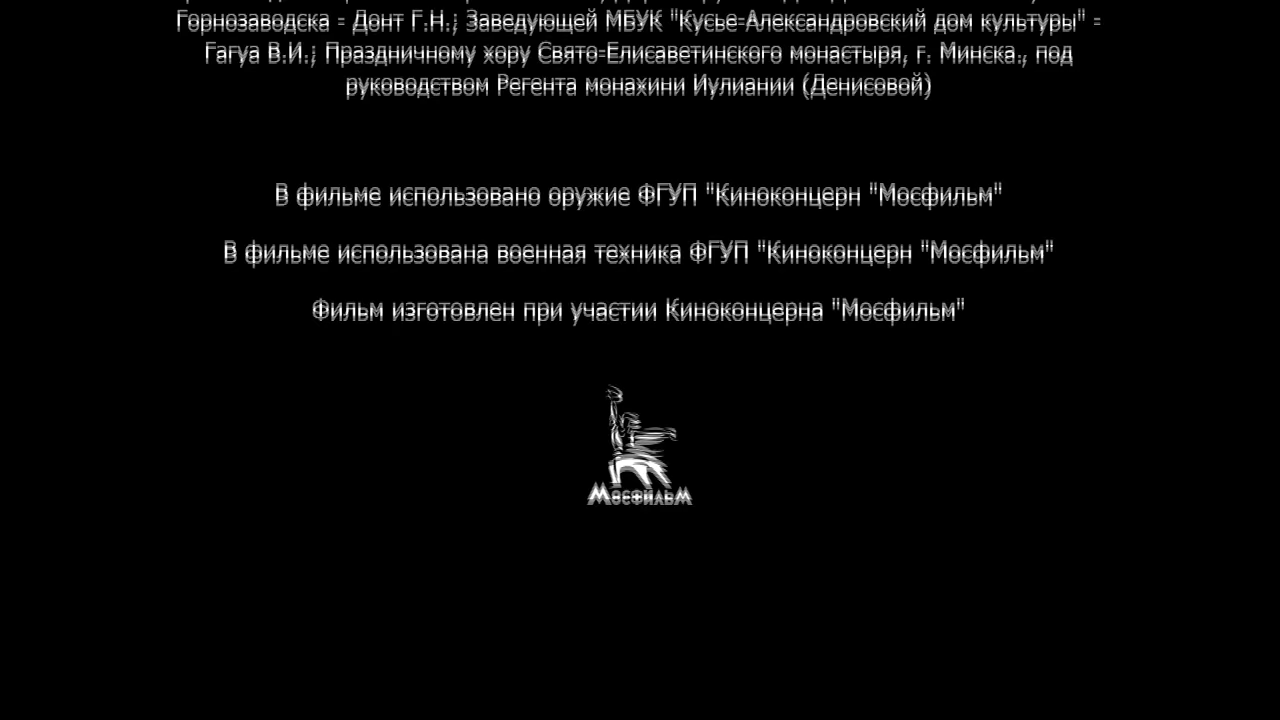 Горнозаводска - Донт Г.Н.; Заведующей МБУК "Кусье-Александровский дом культуры" -
Гагуа В.И.; Праздничному хору Свято-Елисаветинского монастыря, г. Минска., под
руководством Регента монахини Иулиании (Денисовой)
В фильме использовано оружие ФГУП "Киноконцерн "Мосфильм"
В фильме использована военная техника ФГУП "Киноконцерн "Мосфильм"
Фильм изготовлен при участии Киноконцерна "Мосфильм"
МОСФИЛЬМ